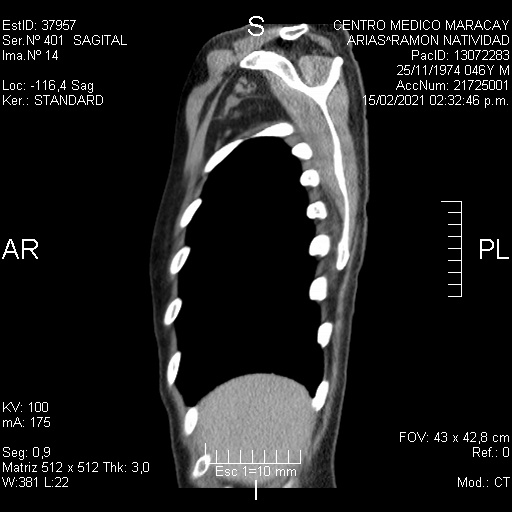 EstID: 37957
Ser.Nº 401 SAGITAL
Ima.Nº 14
Loc: -116,4 Sag
Ker.: STANDARD
S
CENTRO MEDICO MARACAY
ARIAS^RAMON NATIVIDAD
PacID: 13072283
25/11/1974 046Y M
AccNum: 21725001
15/02/2021 02:32:46 p.m.
AR
PL
KV: 100
mA: 175
Seg: 0,9
Matriz 512 x 512 Thk: 3,0
W:381 L:22
Esc 1=10 mm
FOV: 43 x 42,8 cm
Ref.: 0
Mod.: CT
I